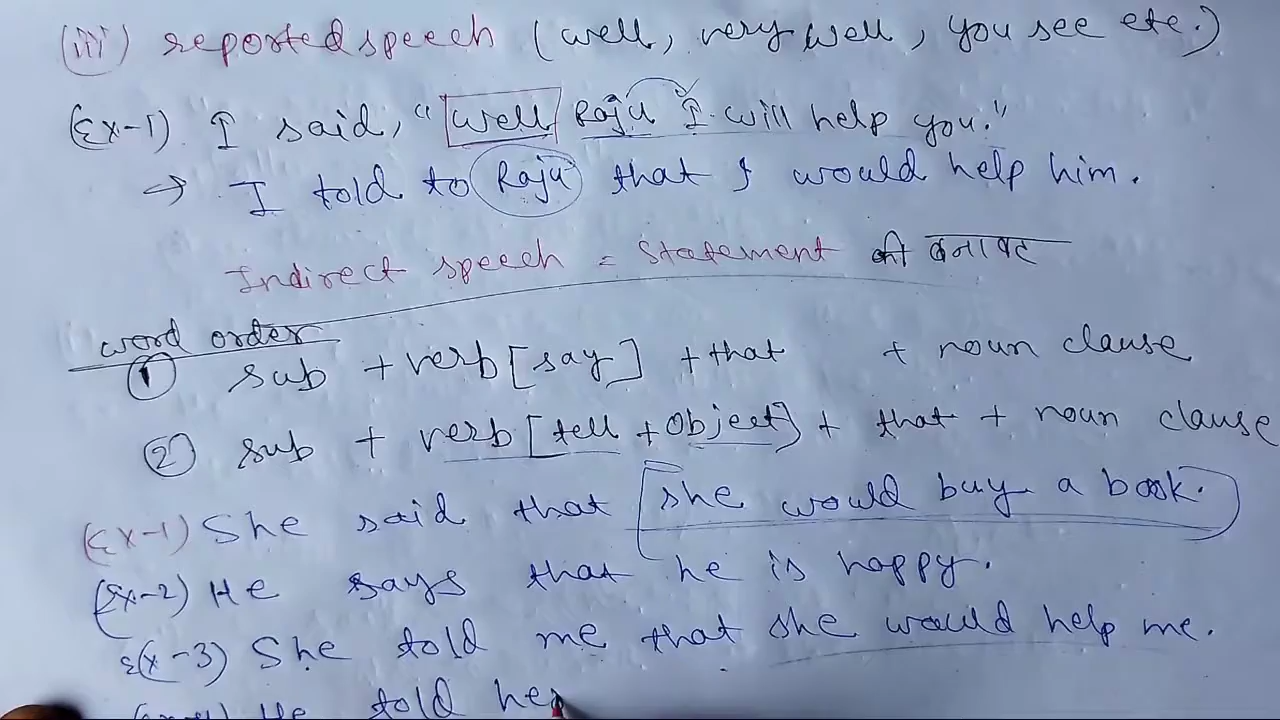 (iii) reported speech (well, very well, you see etc.)
(Ex-1) I said, "Well Raju I will help you."
→ I told to Raju that I would help him.
Indirect speech = Statement की बनावट
word order
① sub + verb [say] + that + noun clause
② sub + verb [tell + object] + that + noun clause
(Ex-1) She said that she would buy a book.
(Ex-2) He says that he is happy.
(Ex-3) She told me that she would help me.
He told her